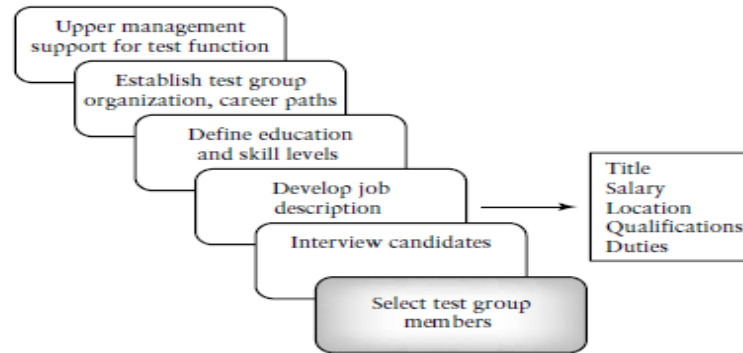 Upper management
support for test function
Establish test group
organization, career paths
Define education
and skill levels
Develop job
description
Interview candidates
Select test group
members
Title
Salary
Location
Qualifications
Duties